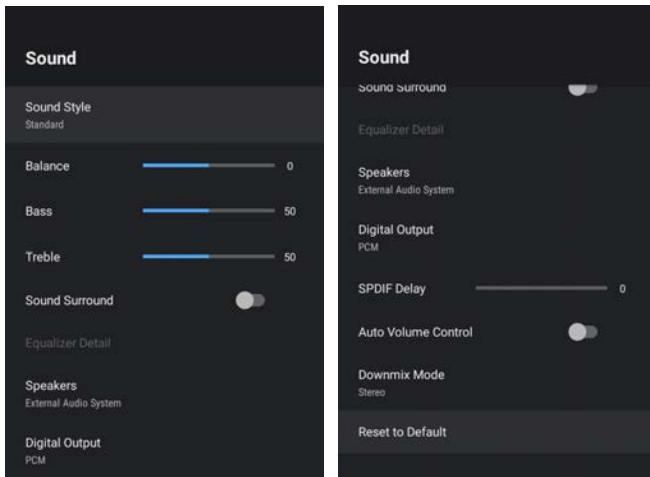 Sound
Sound Style
Standard
Balance 0
Bass 50
Treble 50
Sound Surround
Equalizer Detail
Speakers
External Audio System
Digital Output
PCM
Sound
Sound Surround
Equalizer Detail
Speakers
External Audio System
Digital Output
PCM
SPDIF Delay 0
Auto Volume Control
Downmix Mode
Stereo
Reset to Default